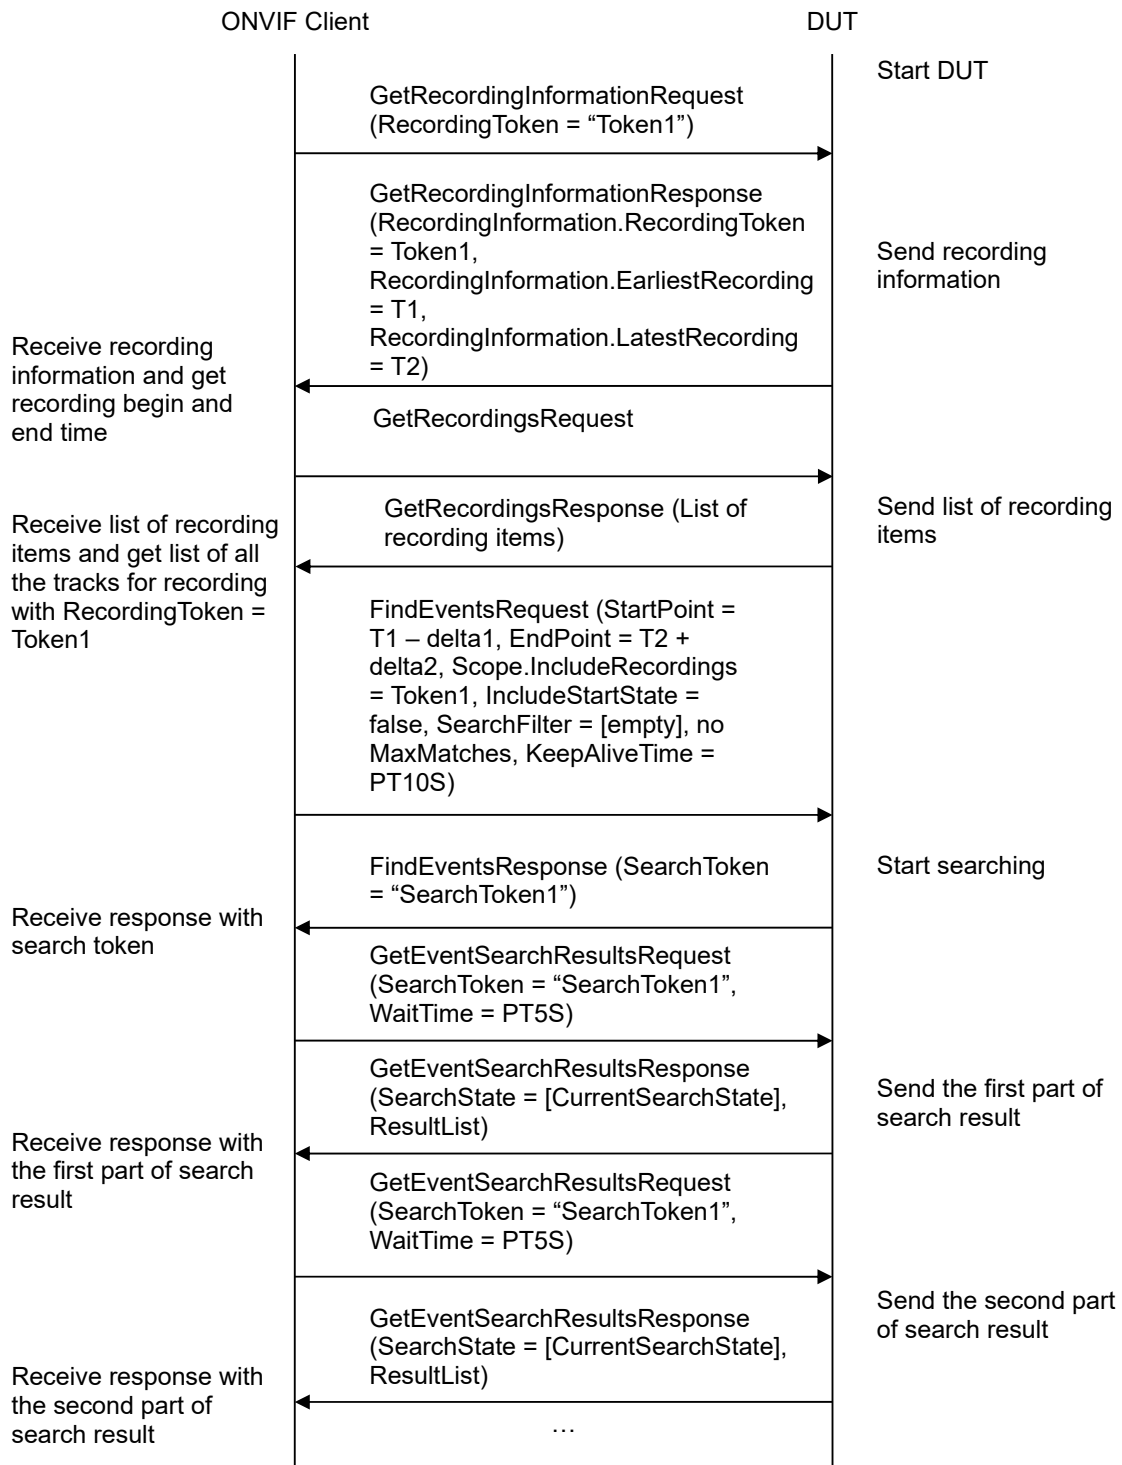 ONVIF Client
DUT
Start DUT
GetRecordingInformationRequest
(RecordingToken = “Token1”)
GetRecordingInformationResponse
(RecordingInformation.RecordingToken
= Token1,
RecordingInformation.EarliestRecording
= T1,
RecordingInformation.LatestRecording
= T2)
Send recording
information
Receive recording
information and get
recording begin and
end time
GetRecordingsRequest
GetRecordingsResponse (List of
recording items)
Send list of recording
items
Receive list of recording
items and get list of all
the tracks for recording
with RecordingToken =
Token1
FindEventsRequest (StartPoint =
T1 – delta1, EndPoint = T2 +
delta2, Scope.IncludeRecordings
= Token1, IncludeStartState =
false, SearchFilter = [empty], no
MaxMatches, KeepAliveTime =
PT10S)
FindEventsResponse (SearchToken
= “SearchToken1”)
Start searching
Receive response with
search token
GetEventSearchResultsRequest
(SearchToken = “SearchToken1”,
WaitTime = PT5S)
GetEventSearchResultsResponse
(SearchState = [CurrentSearchState],
ResultList)
Send the first part of
search result
Receive response with
the first part of search
result
GetEventSearchResultsRequest
(SearchToken = “SearchToken1”,
WaitTime = PT5S)
GetEventSearchResultsResponse
(SearchState = [CurrentSearchState],
ResultList)
Send the second part
of search result
Receive response with
the second part of
search result
…